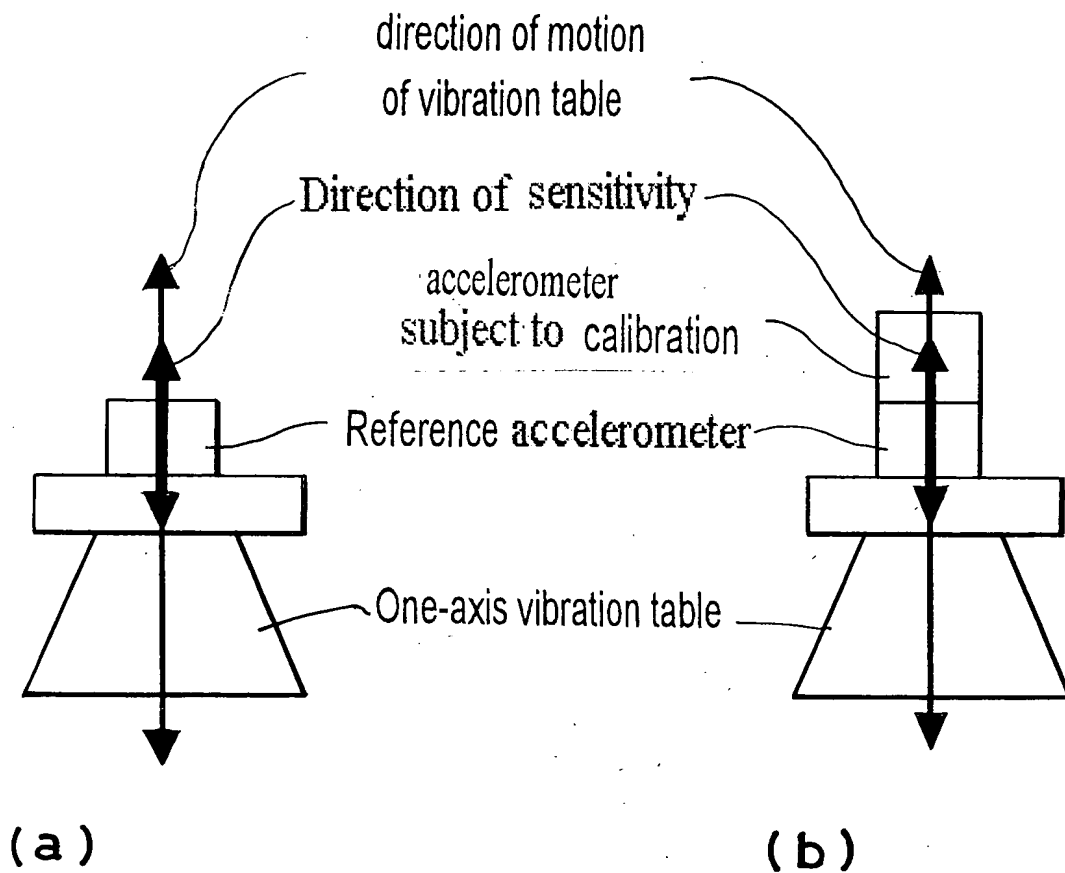 direction of motion
of vibration table
Direction of sensitivity
accelerometer
subject to calibration
Reference accelerometer
One-axis vibration table
(a)
(b)